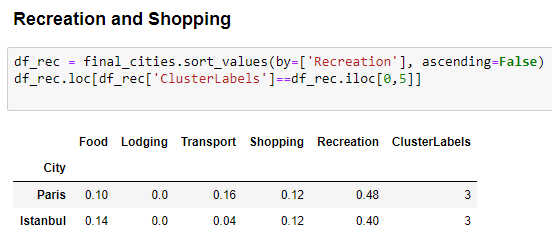 Recreation and Shopping
df_rec = final_cities.sort_values(by=['Recreation'], ascending=False)
df_rec.loc[df_rec['ClusterLabels']==df_rec.iloc[0,5]]
Food Lodging Transport Shopping Recreation ClusterLabels
City
Paris 0.10 0.0 0.16 0.12 0.48 3
Istanbul 0.14 0.0 0.04 0.12 0.40 3